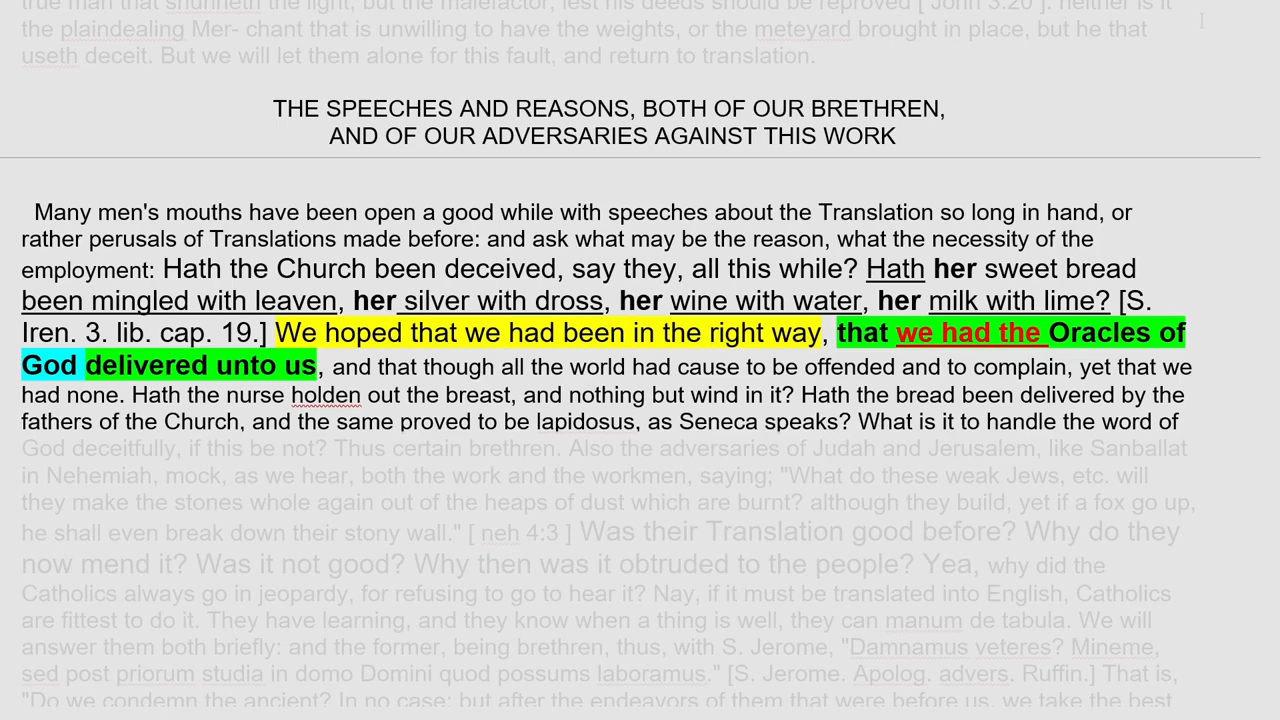 true man that shunneth the light, but the malefactor, lest his deeds should be reproved [ John 3:20 ]: neither is it
the plaindealing Mer- chant that is unwilling to have the weights, or the meteyard brought in place, but he that
useth deceit. But we will let them alone for this fault, and return to translation.
THE SPEECHES AND REASONS, BOTH OF OUR BRETHREN,
AND OF OUR ADVERSARIES AGAINST THIS WORK
Many men's mouths have been open a good while with speeches about the Translation so long in hand, or
rather perusals of Translations made before: and ask what may be the reason, what the necessity of the
employment: Hath the Church been deceived, say they, all this while? Hath her sweet bread
been mingled with leaven, her silver with dross, her wine with water, her milk with lime? [S.
Iren. 3. lib. cap. 19.] We hoped that we had been in the right way, that we had the Oracles of
God delivered unto us, and that though all the world had cause to be offended and to complain, yet that we
had none. Hath the nurse holden out the breast, and nothing but wind in it? Hath the bread been delivered by the
fathers of the Church, and the same proved to be lapidosus, as Seneca speaks? What is it to handle the word of
God deceitfully, if this be not? Thus certain brethren. Also the adversaries of Judah and Jerusalem, like Sanballat
in Nehemiah, mock, as we hear, both the work and the workmen, saying; "What do these weak Jews, etc. will
they make the stones whole again out of the heaps of dust which are burnt? although they build, yet if a fox go up,
he shall even break down their stony wall." [ neh 4:3 ] Was their Translation good before? Why do they
now mend it? Was it not good? Why then was it obtruded to the people? Yea, why did the
Catholics always go in jeopardy, for refusing to go to hear it? Nay, if it must be translated into English, Catholics
are fittest to do it. They have learning, and they know when a thing is well, they can manum de tabula. We will
answer them both briefly: and the former, being brethren, thus, with S. Jerome, "Damnamus veteres? Mineme,
sed post priorum studia in domo Domini quod possums laboramus." [S. Jerome. Apolog. advers. Ruffin.] That is,
"Do we condemn the ancient? In no case: but after the endeavors of them that were before us, we take the best